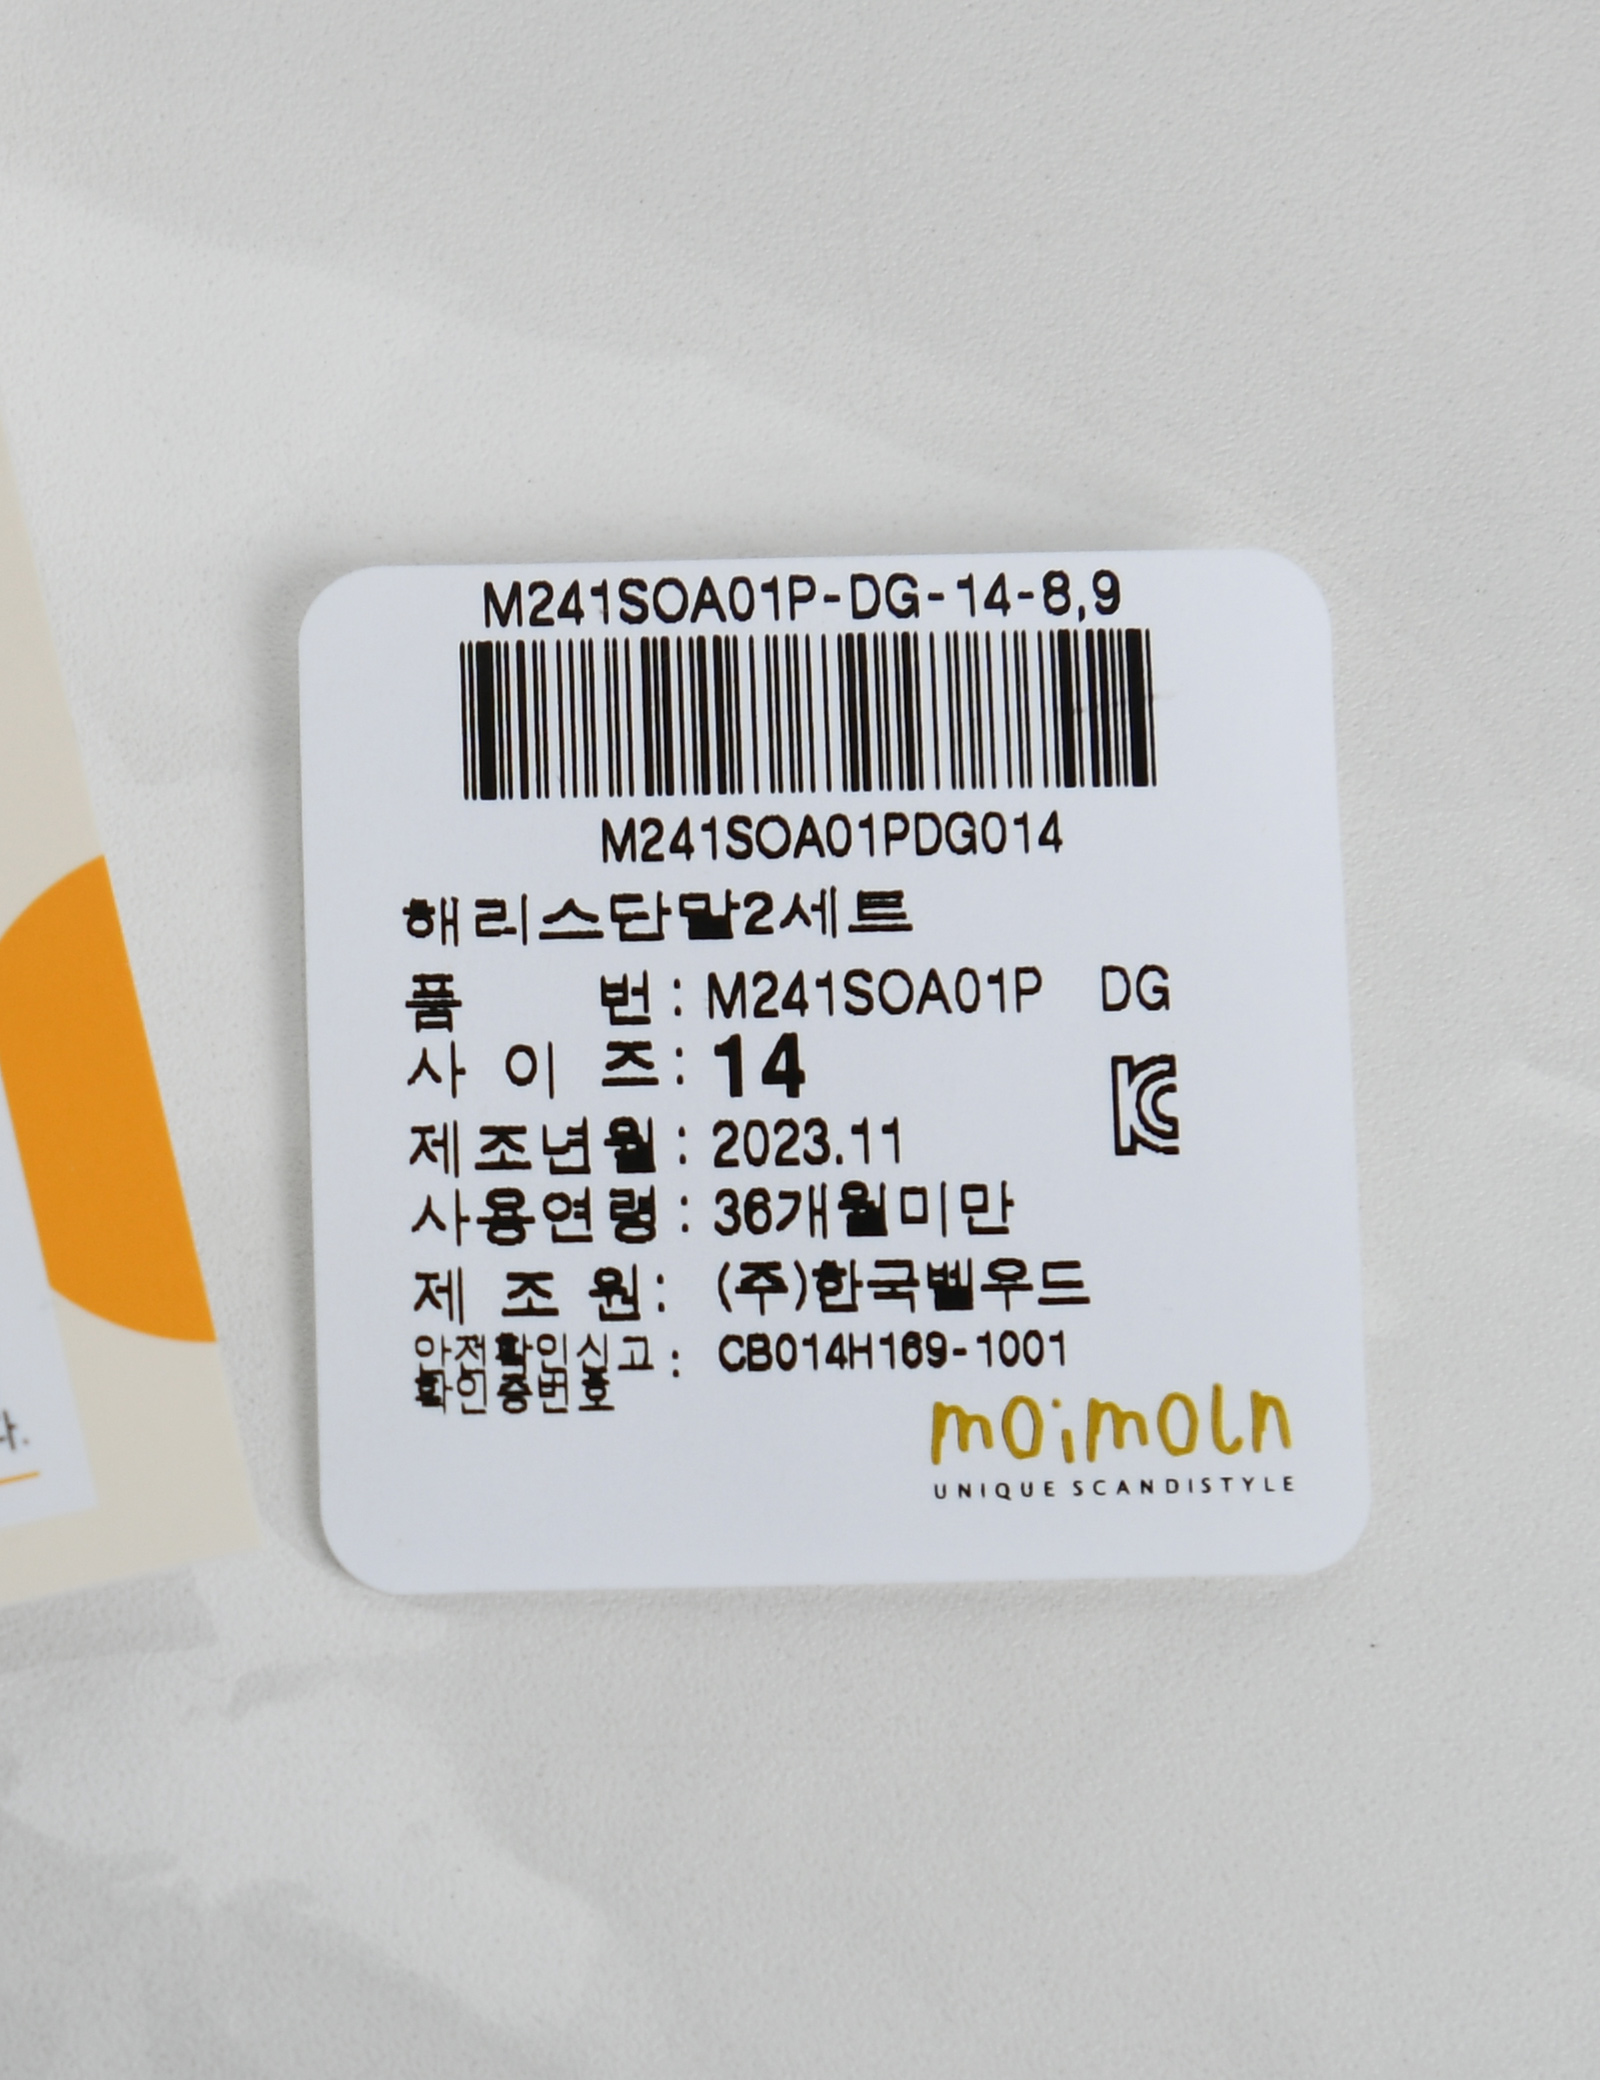 M241SOA01P-DG-14-8,9
M241SOA01PDG014
해리스단말2세트
품 번 : M241SOA01P DG
사 이 즈 : 14
제조년월 : 2023.11
사용연령 : 36개월미만
제 조 원 : (주)한국벨우드
안전확인신고 : CB014H169-1001
확인증번호
moimoln
UNIQUE SCANDISTYLE
다.